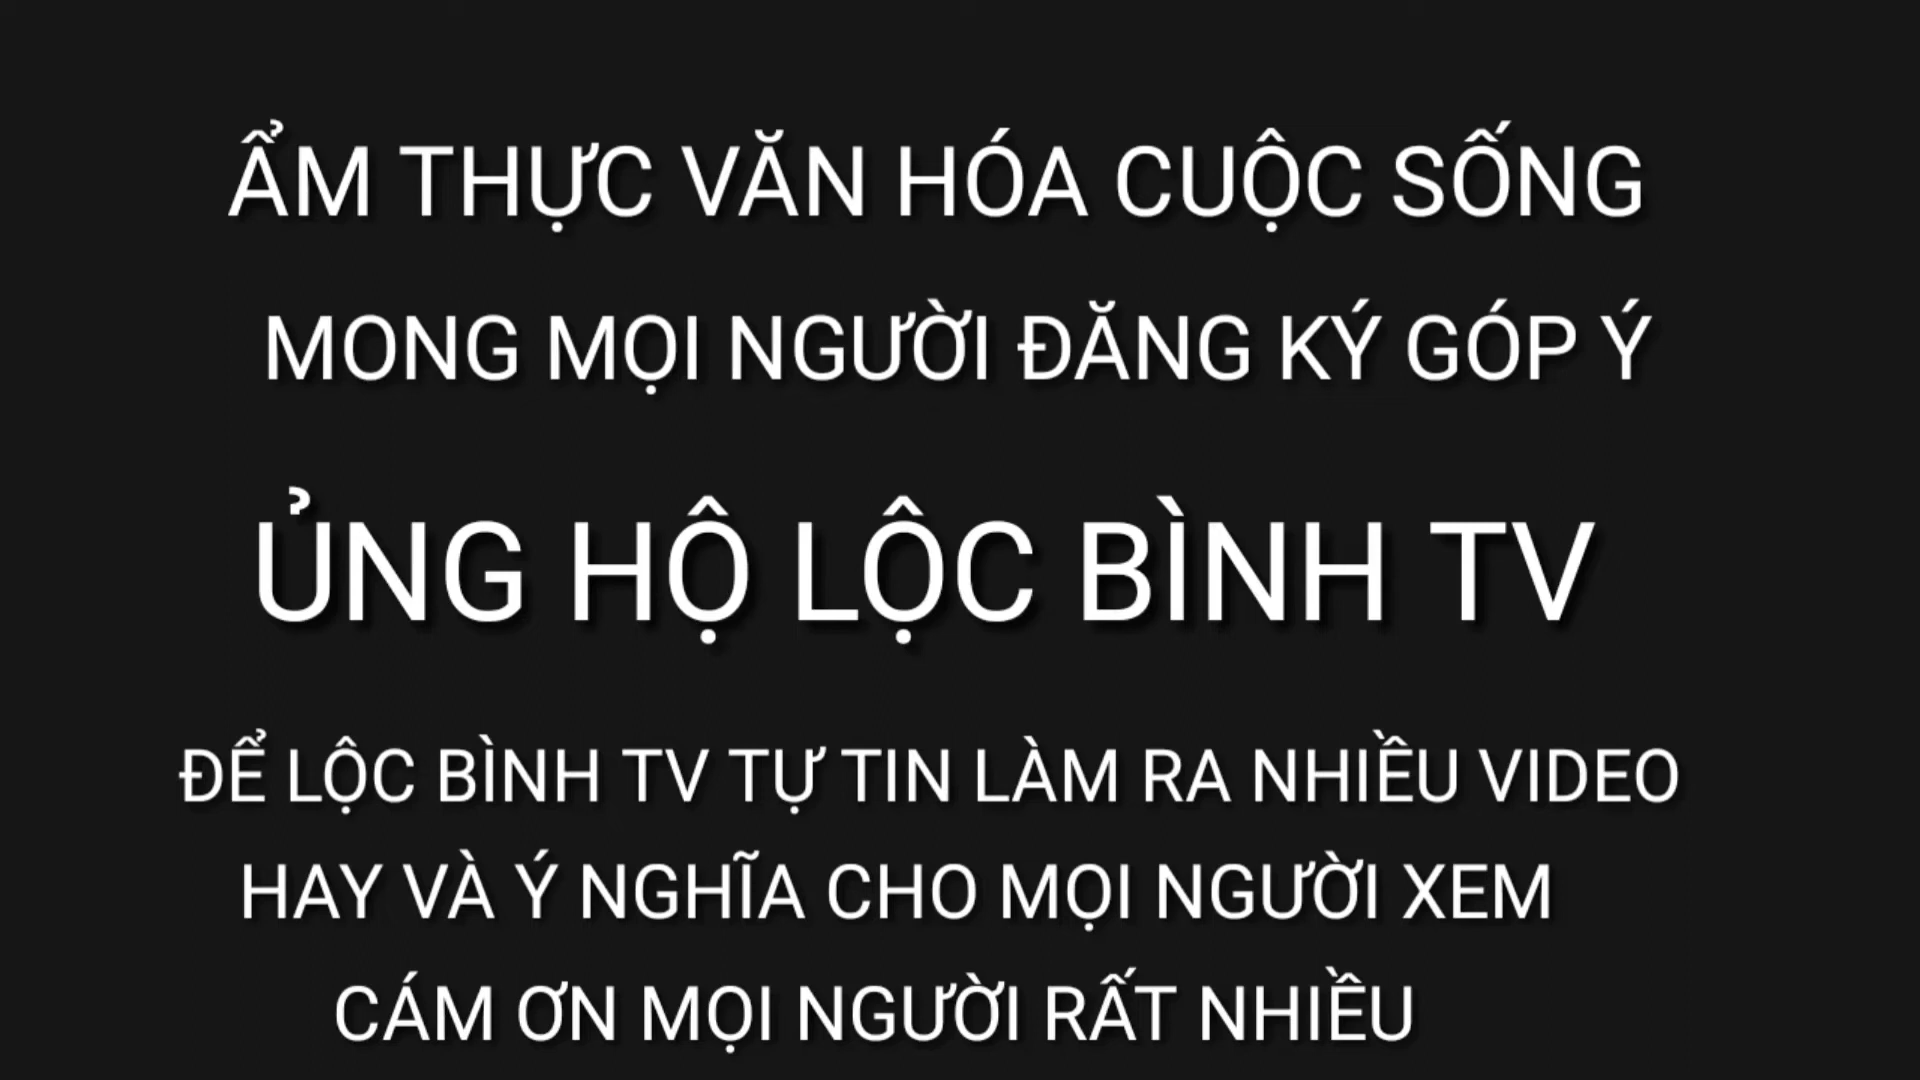 ẨM THỰC VĂN HÓA CUỘC SỐNG
MONG MỌI NGƯỜI ĐĂNG KÝ GÓP Ý
ỦNG HỘ LỘC BÌNH TV
ĐỂ LỘC BÌNH TV TỰ TIN LÀM RA NHIỀU VIDEO
HAY VÀ Ý NGHĨA CHO MỌI NGƯỜI XEM
CÁM ƠN MỌI NGƯỜI RẤT NHIỀU